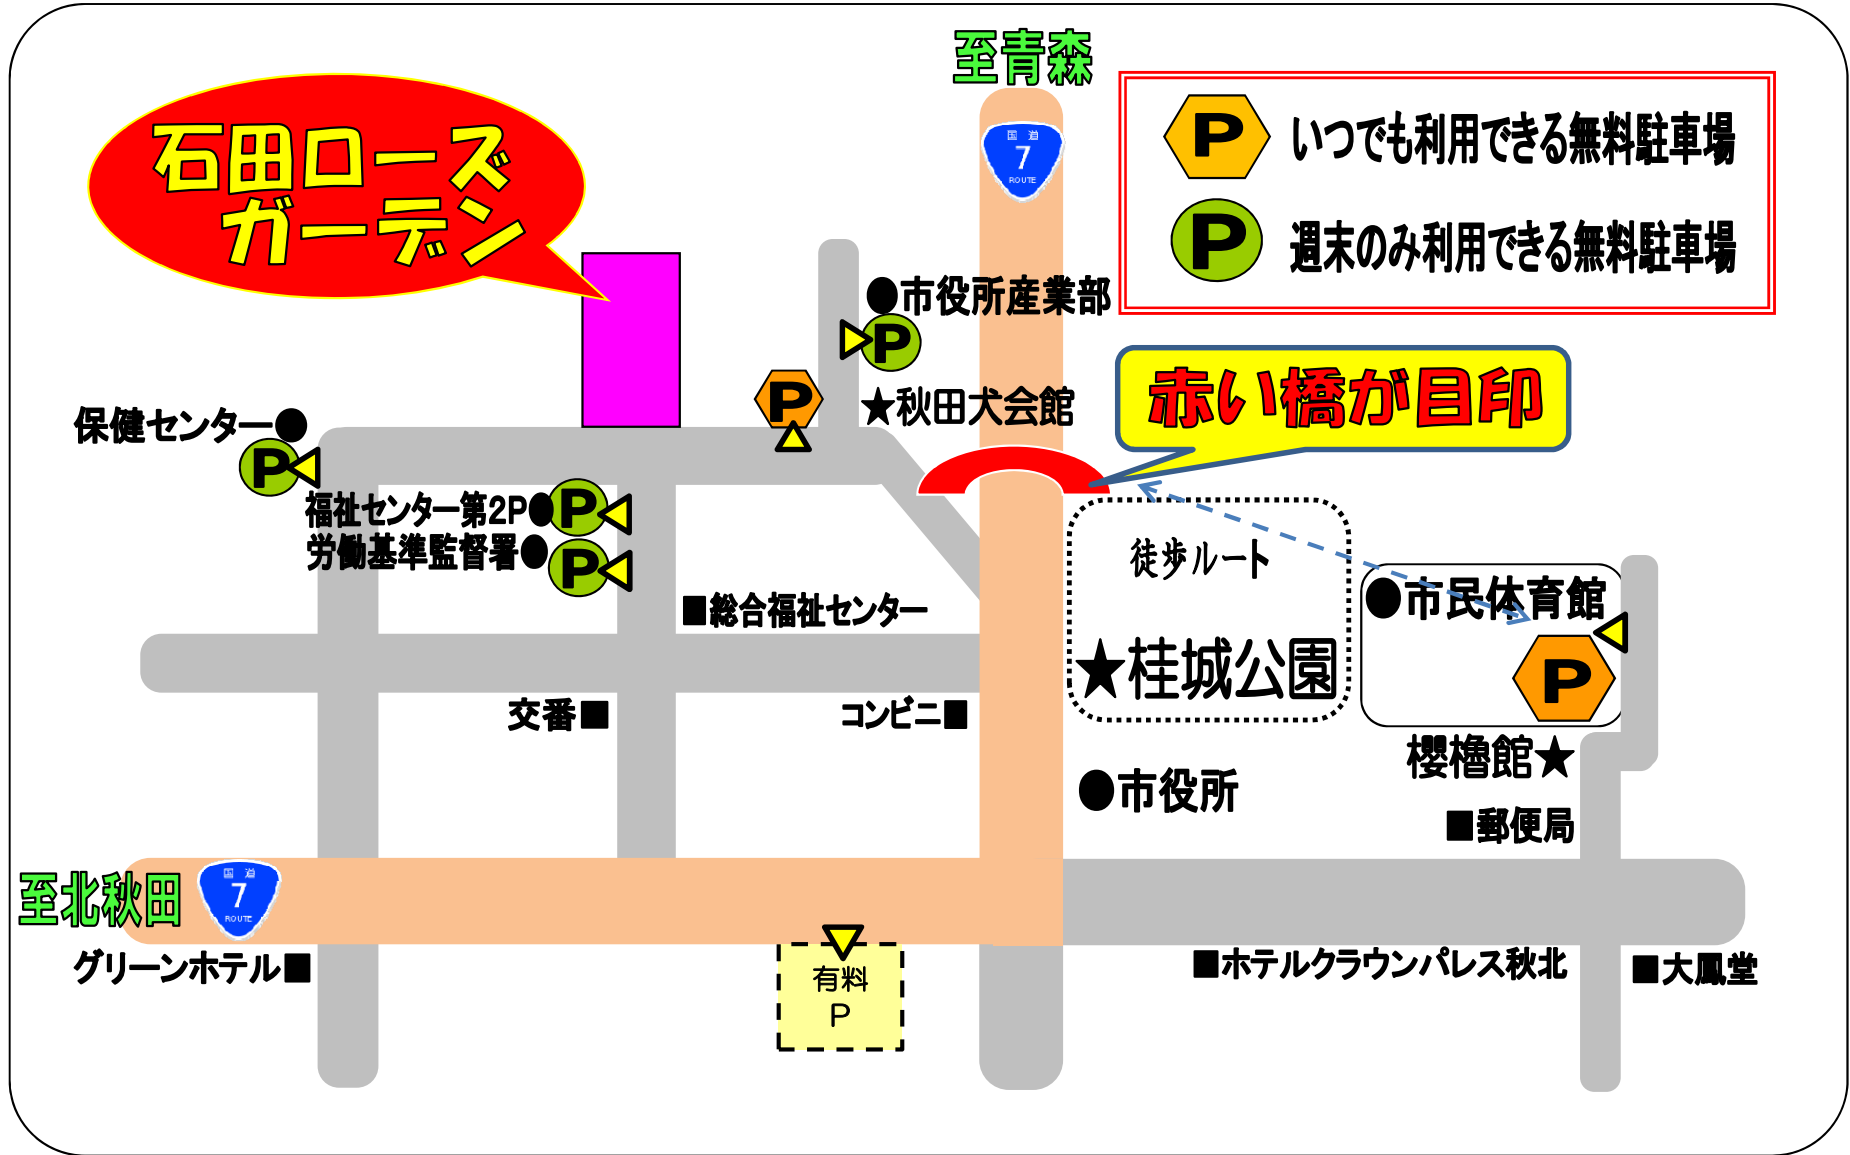 至青森
国道
7
ROUTE
P いつでも利用できる無料駐車場
P 週末のみ利用できる無料駐車場
石田ローズ
ガーデン
●市役所産業部
P
P
★秋田犬会館
赤い橋が目印
保健センター●
P
福祉センター第2P●
P
労働基準監督署●
P
徒歩ルート
●市民体育館
P
■総合福祉センター
★桂城公園
交番■
コンビニ■
櫻櫓館★
●市役所
■郵便局
至北秋田
国道
7
ROUTE
グリーンホテル■
有料
P
■ホテルクラウンパレス秋北
■大鳳堂